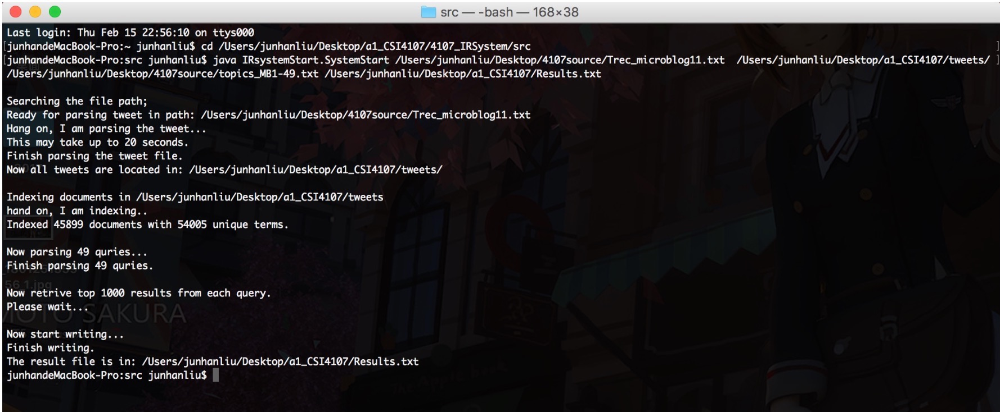 src — -bash — 168×38
Last login: Thu Feb 15 22:56:10 on ttys000
[junhandeMacBook-Pro:~ junhanliu$ cd /Users/junhanliu/Desktop/a1_CSI4107/4107_IRSystem/src ]
[junhandeMacBook-Pro:src junhanliu$ java IRsystemStart.SystemStart /Users/junhanliu/Desktop/4107source/Trec_microblog11.txt  /Users/junhanliu/Desktop/a1_CSI4107/tweets/ ]
/Users/junhanliu/Desktop/4107source/topics_MB1-49.txt /Users/junhanliu/Desktop/a1_CSI4107/Results.txt
Searching the file path;
Ready for parsing tweet in path: /Users/junhanliu/Desktop/4107source/Trec_microblog11.txt
Hang on, I am parsing the tweet...
This may take up to 20 seconds.
Finish parsing the tweet file.
Now all tweets are located in: /Users/junhanliu/Desktop/a1_CSI4107/tweets/
Indexing documents in /Users/junhanliu/Desktop/a1_CSI4107/tweets
hand on, I am indexing..
Indexed 45899 documents with 54005 unique terms.
Now parsing 49 quries...
Finish parsing 49 quries.
56 1.jpg
Now retrive top 1000 results from each query.
Please wait...
MOTO SAKURA
Now start writing...
Finish writing.
The result file is in: /Users/junhanliu/Desktop/a1_CSI4107/Results.txt
junhandeMacBook-Pro:src junhanliu$